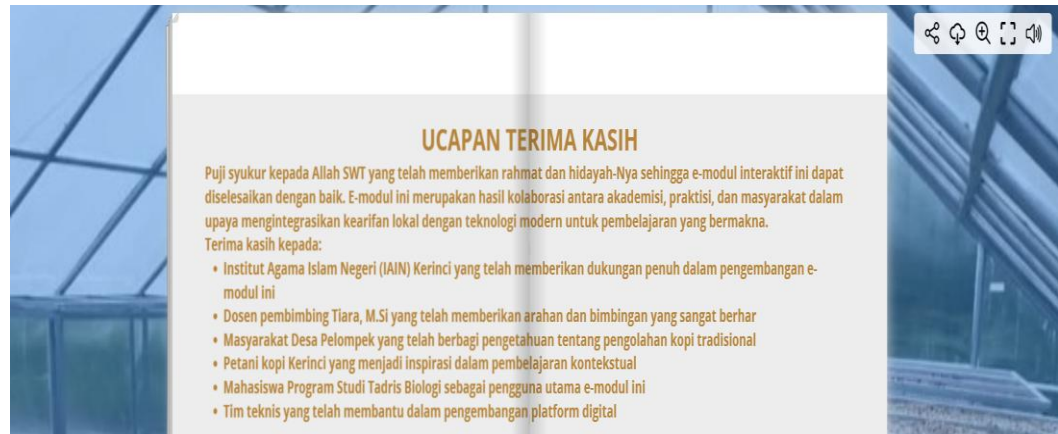 UCAPAN TERIMA KASIH
Puji syukur kepada Allah SWT yang telah memberikan rahmat dan hidayah-Nya sehingga e-modul interaktif ini dapat
diselesaikan dengan baik. E-modul ini merupakan hasil kolaborasi antara akademisi, praktisi, dan masyarakat dalam
upaya mengintegrasikan kearifan lokal dengan teknologi modern untuk pembelajaran yang bermakna.
Terima kasih kepada:
• Institut Agama Islam Negeri (IAIN) Kerinci yang telah memberikan dukungan penuh dalam pengembangan e-
modul ini
• Dosen pembimbing Tiara, M.Si yang telah memberikan arahan dan bimbingan yang sangat berhar
• Masyarakat Desa Pelompek yang telah berbagi pengetahuan tentang pengolahan kopi tradisional
• Petani kopi Kerinci yang menjadi inspirasi dalam pembelajaran kontekstual
• Mahasiswa Program Studi Tadris Biologi sebagai pengguna utama e-modul ini
• Tim teknis yang telah membantu dalam pengembangan platform digital